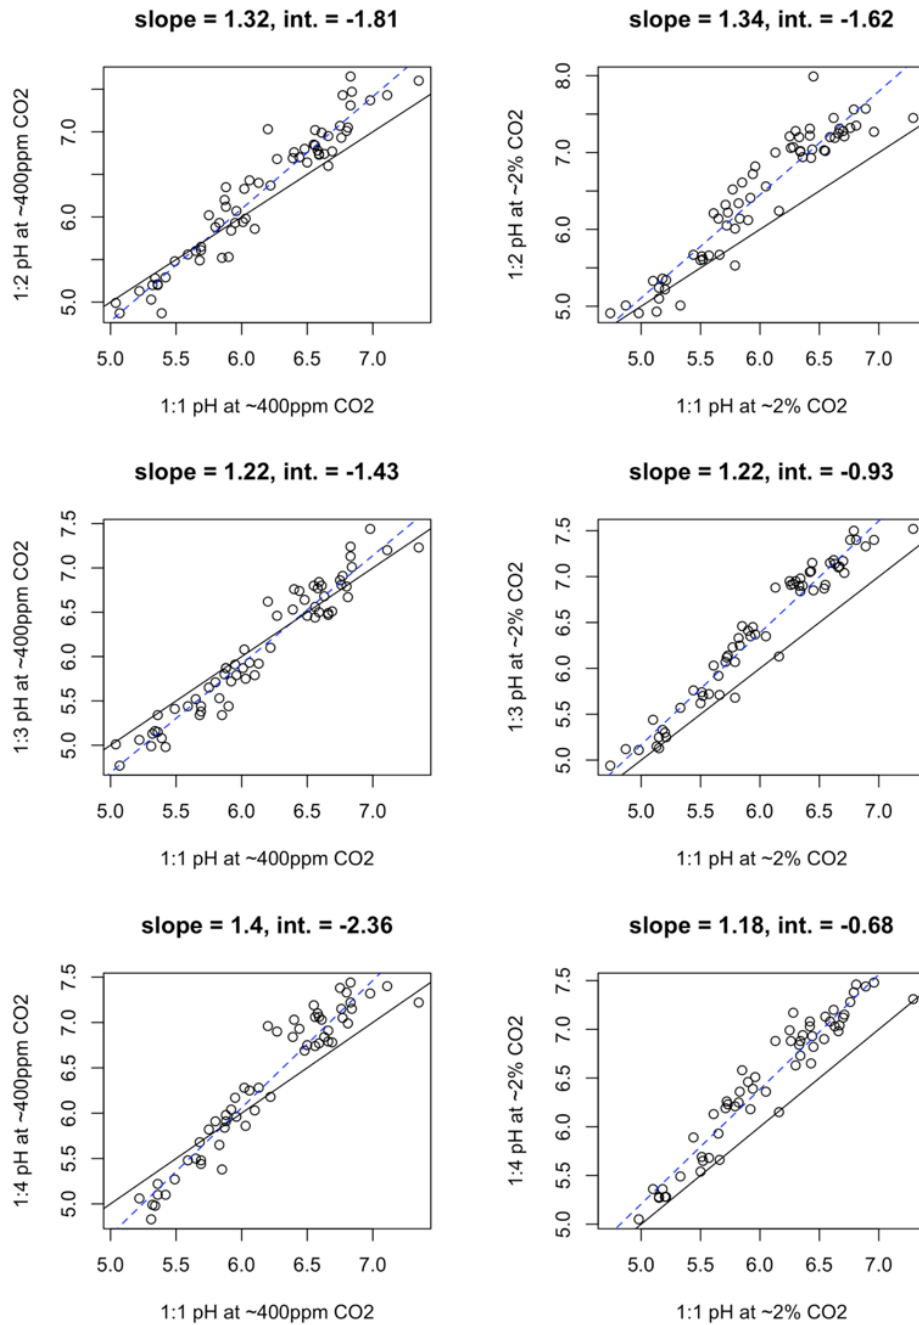 slope = 1.32, int. = -1.81
1:2 pH at ~400ppm CO2
5.0 6.0 7.0
5.0 5.5 6.0 6.5 7.0
1:1 pH at ~400ppm CO2
slope = 1.34, int. = -1.62
1:2 pH at ~2% CO2
5.0 6.0 7.0 8.0
5.0 5.5 6.0 6.5 7.0
1:1 pH at ~2% CO2
slope = 1.22, int. = -1.43
1:3 pH at ~400ppm CO2
5.0 5.5 6.0 6.5 7.0 7.5
5.0 5.5 6.0 6.5 7.0
1:1 pH at ~400ppm CO2
slope = 1.22, int. = -0.93
1:3 pH at ~2% CO2
5.0 5.5 6.0 6.5 7.0 7.5
5.0 5.5 6.0 6.5 7.0
1:1 pH at ~2% CO2
slope = 1.4, int. = -2.36
1:4 pH at ~400ppm CO2
5.0 5.5 6.0 6.5 7.0 7.5
5.0 5.5 6.0 6.5 7.0
1:1 pH at ~400ppm CO2
slope = 1.18, int. = -0.68
1:4 pH at ~2% CO2
5.0 5.5 6.0 6.5 7.0 7.5
5.0 5.5 6.0 6.5 7.0
1:1 pH at ~2% CO2